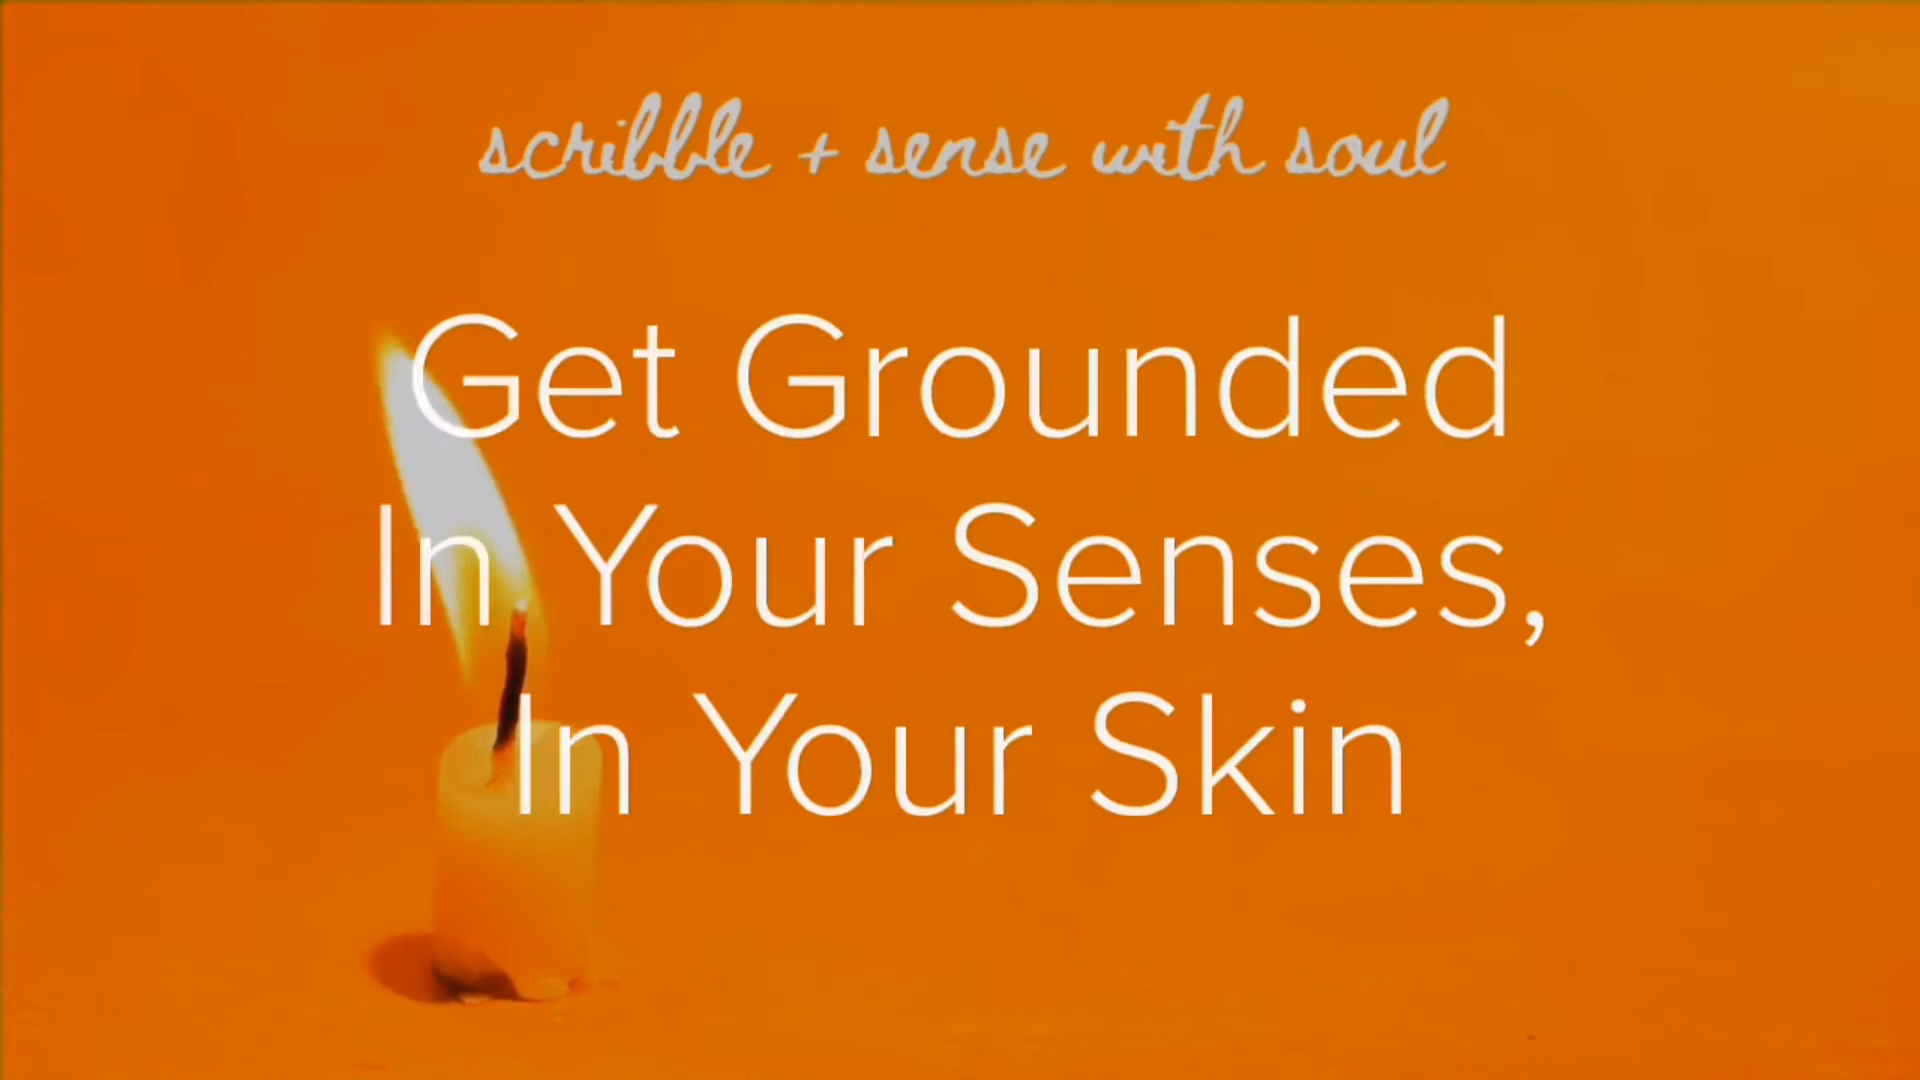 scribble + sense with soul
Get Grounded
In Your Senses,
In Your Skin